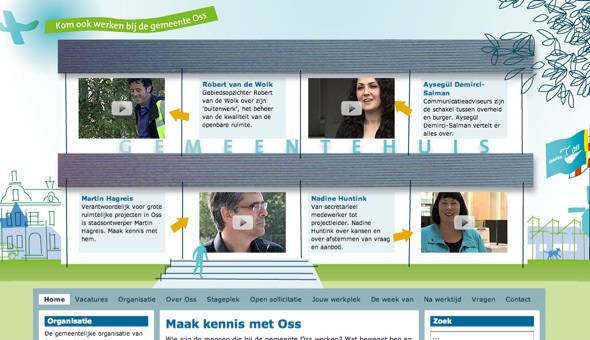 Kom ook werken bij de gemeente Oss
Robert van de Wolk
Gebiedsopzichter Robert
van de Wolk over zijn
'buitenwerk', het beheer
van de kwaliteit van de
openbare ruimte.
Aysegül Demirci-
Salman
Communicatieadviseurs zijn
de schakel tussen overheid
en burger. Aysegül
Demirci-Salman vertelt er
alles over.
GEMEENTEHUIS
Oss
Martin Hagreis
Verantwoordelijk voor grote
ruimtelijke projecten in Oss
is stadsontwerper Martin
Hagreis. Maak kennis met
hem.
Nadine Huntink
Van secretarieel
medewerker tot
projectleider. Nadine
Huntink over kansen en
over afstemmen van vraag
en aanbod.
Home Vacatures Organisatie Over Oss Stageplek Open sollicitatie Jouw werkplek De week van Na werktijd Vragen Contact
Organisatie
De gemeentelijke organisatie van
Maak kennis met Oss
Wie zijn de mensen die bij de gemeente Oss werken? Wat beweegt hen en
Zoek
...